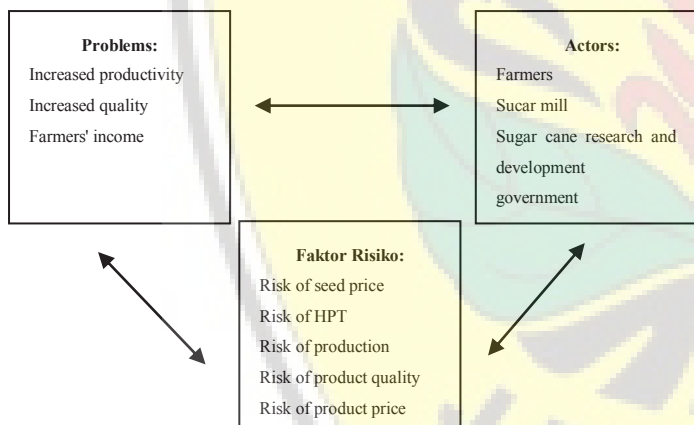 Problems:
Increased productivity
Increased quality
Farmers' income
Actors:
Farmers
Sucar mill
Sugar cane research and
development
government
Faktor Risiko:
Risk of seed price
Risk of HPT
Risk of production
Risk of product quality
Risk of product price